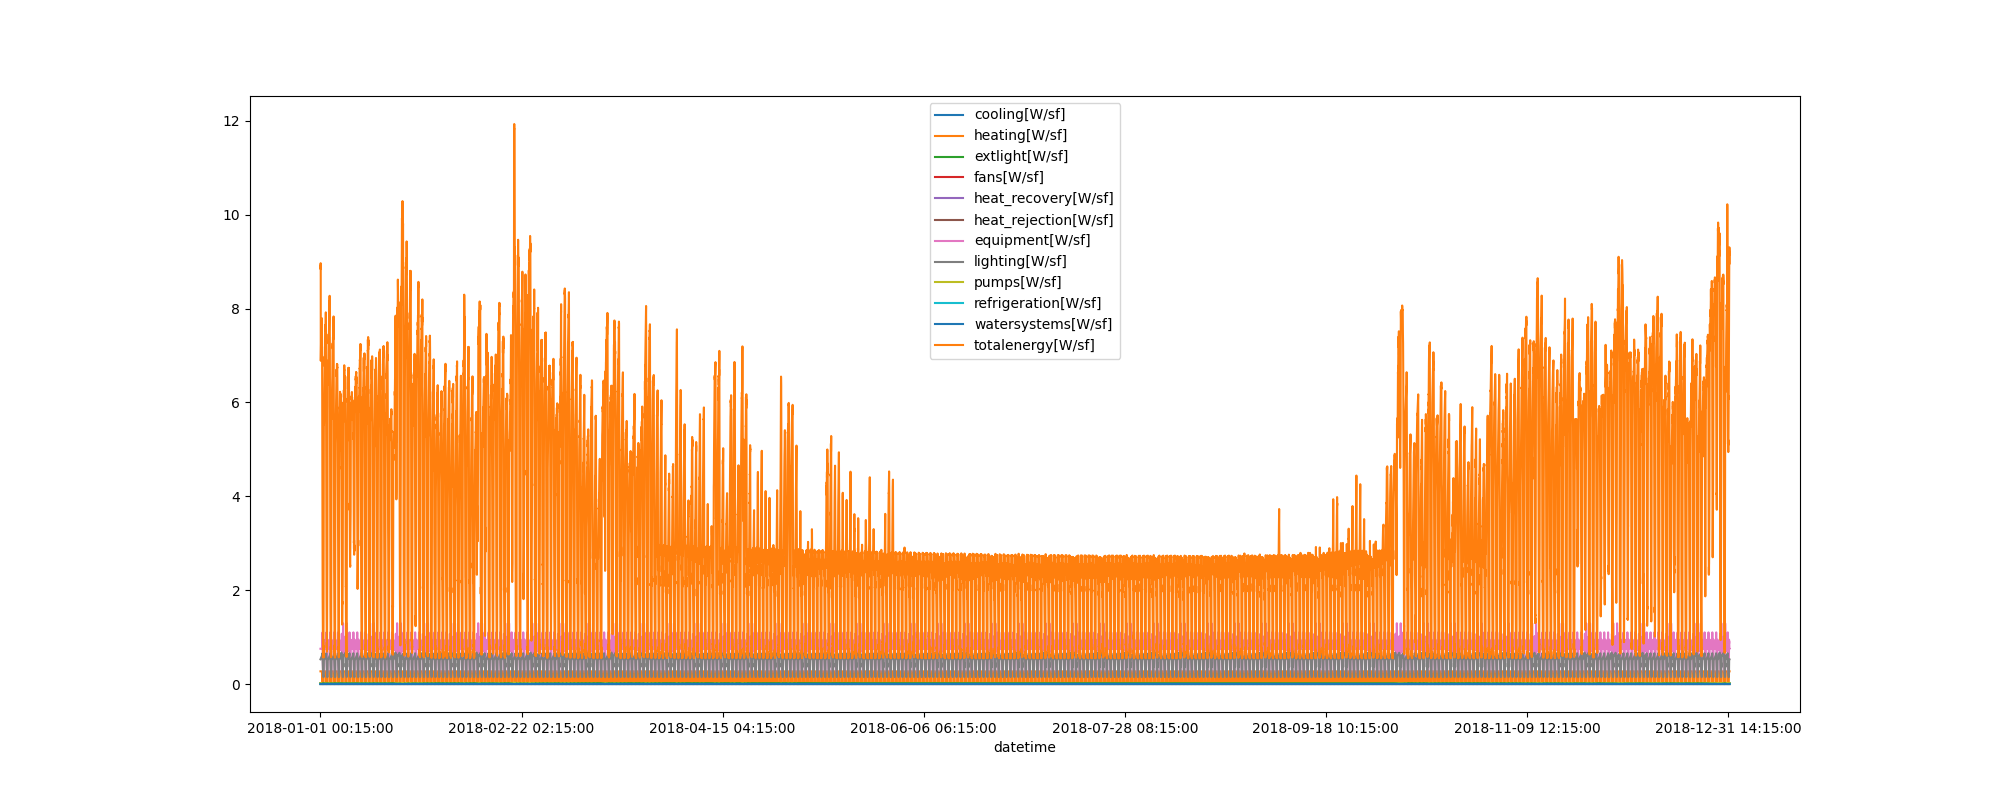 12
10
8
6
4
2
0
cooling[W/sf]
heating[W/sf]
extlight[W/sf]
fans[W/sf]
heat_recovery[W/sf]
heat_rejection[W/sf]
equipment[W/sf]
lighting[W/sf]
pumps[W/sf]
refrigeration[W/sf]
watersystems[W/sf]
totalenergy[W/sf]
2018-01-01 00:15:00 2018-02-22 02:15:00 2018-04-15 04:15:00 2018-06-06 06:15:00 2018-07-28 08:15:00 2018-09-18 10:15:00 2018-11-09 12:15:00 2018-12-31 14:15:00
datetime